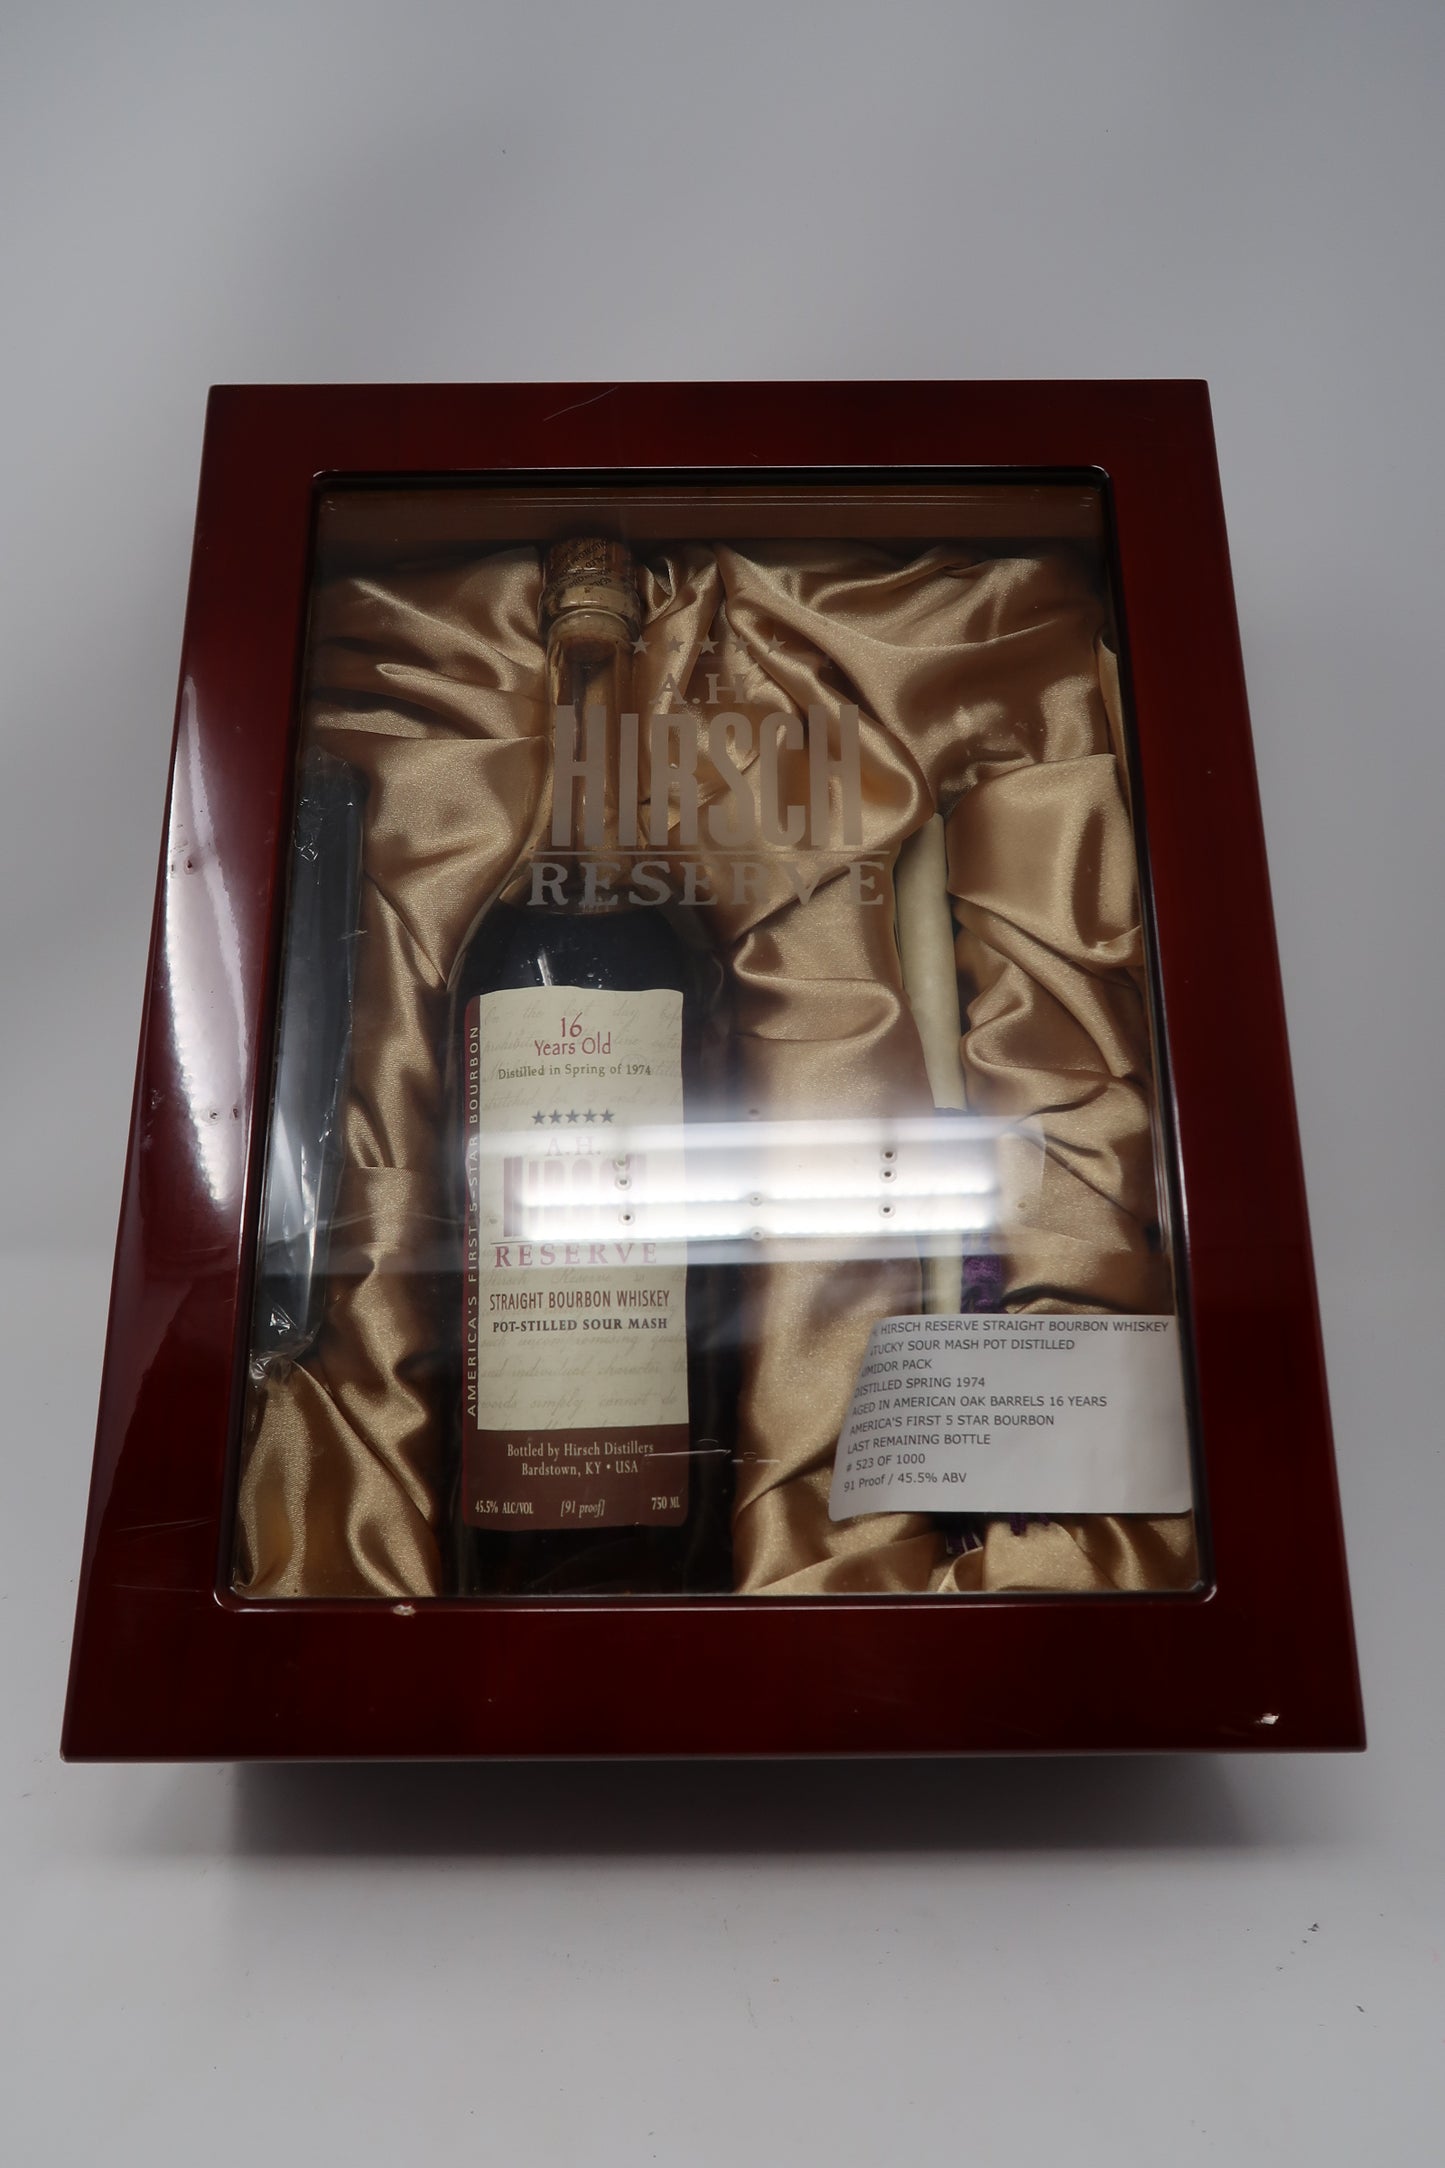 ★★★★★
A.H.
HIRSCH
RESERVE
AMERICA'S FIRST 5-STAR BOURBON
16
Years Old
Distilled in Spring of 1974
★★★★★
A.H.
HIRSCH
RESERVE
STRAIGHT BOURBON WHISKEY
POT-STILLED SOUR MASH
Bottled by Hirsch Distillers
Bardstown, KY • USA
45.5% ALC/VOL [91 proof] 750 ML
HIRSCH RESERVE STRAIGHT BOURBON WHISKEY
TUCKY SOUR MASH POT DISTILLED
UMIDOR PACK
DISTILLED SPRING 1974
AGED IN AMERICAN OAK BARRELS 16 YEARS
AMERICA'S FIRST 5 STAR BOURBON
LAST REMAINING BOTTLE
# 523 OF 1000
91 Proof / 45.5% ABV